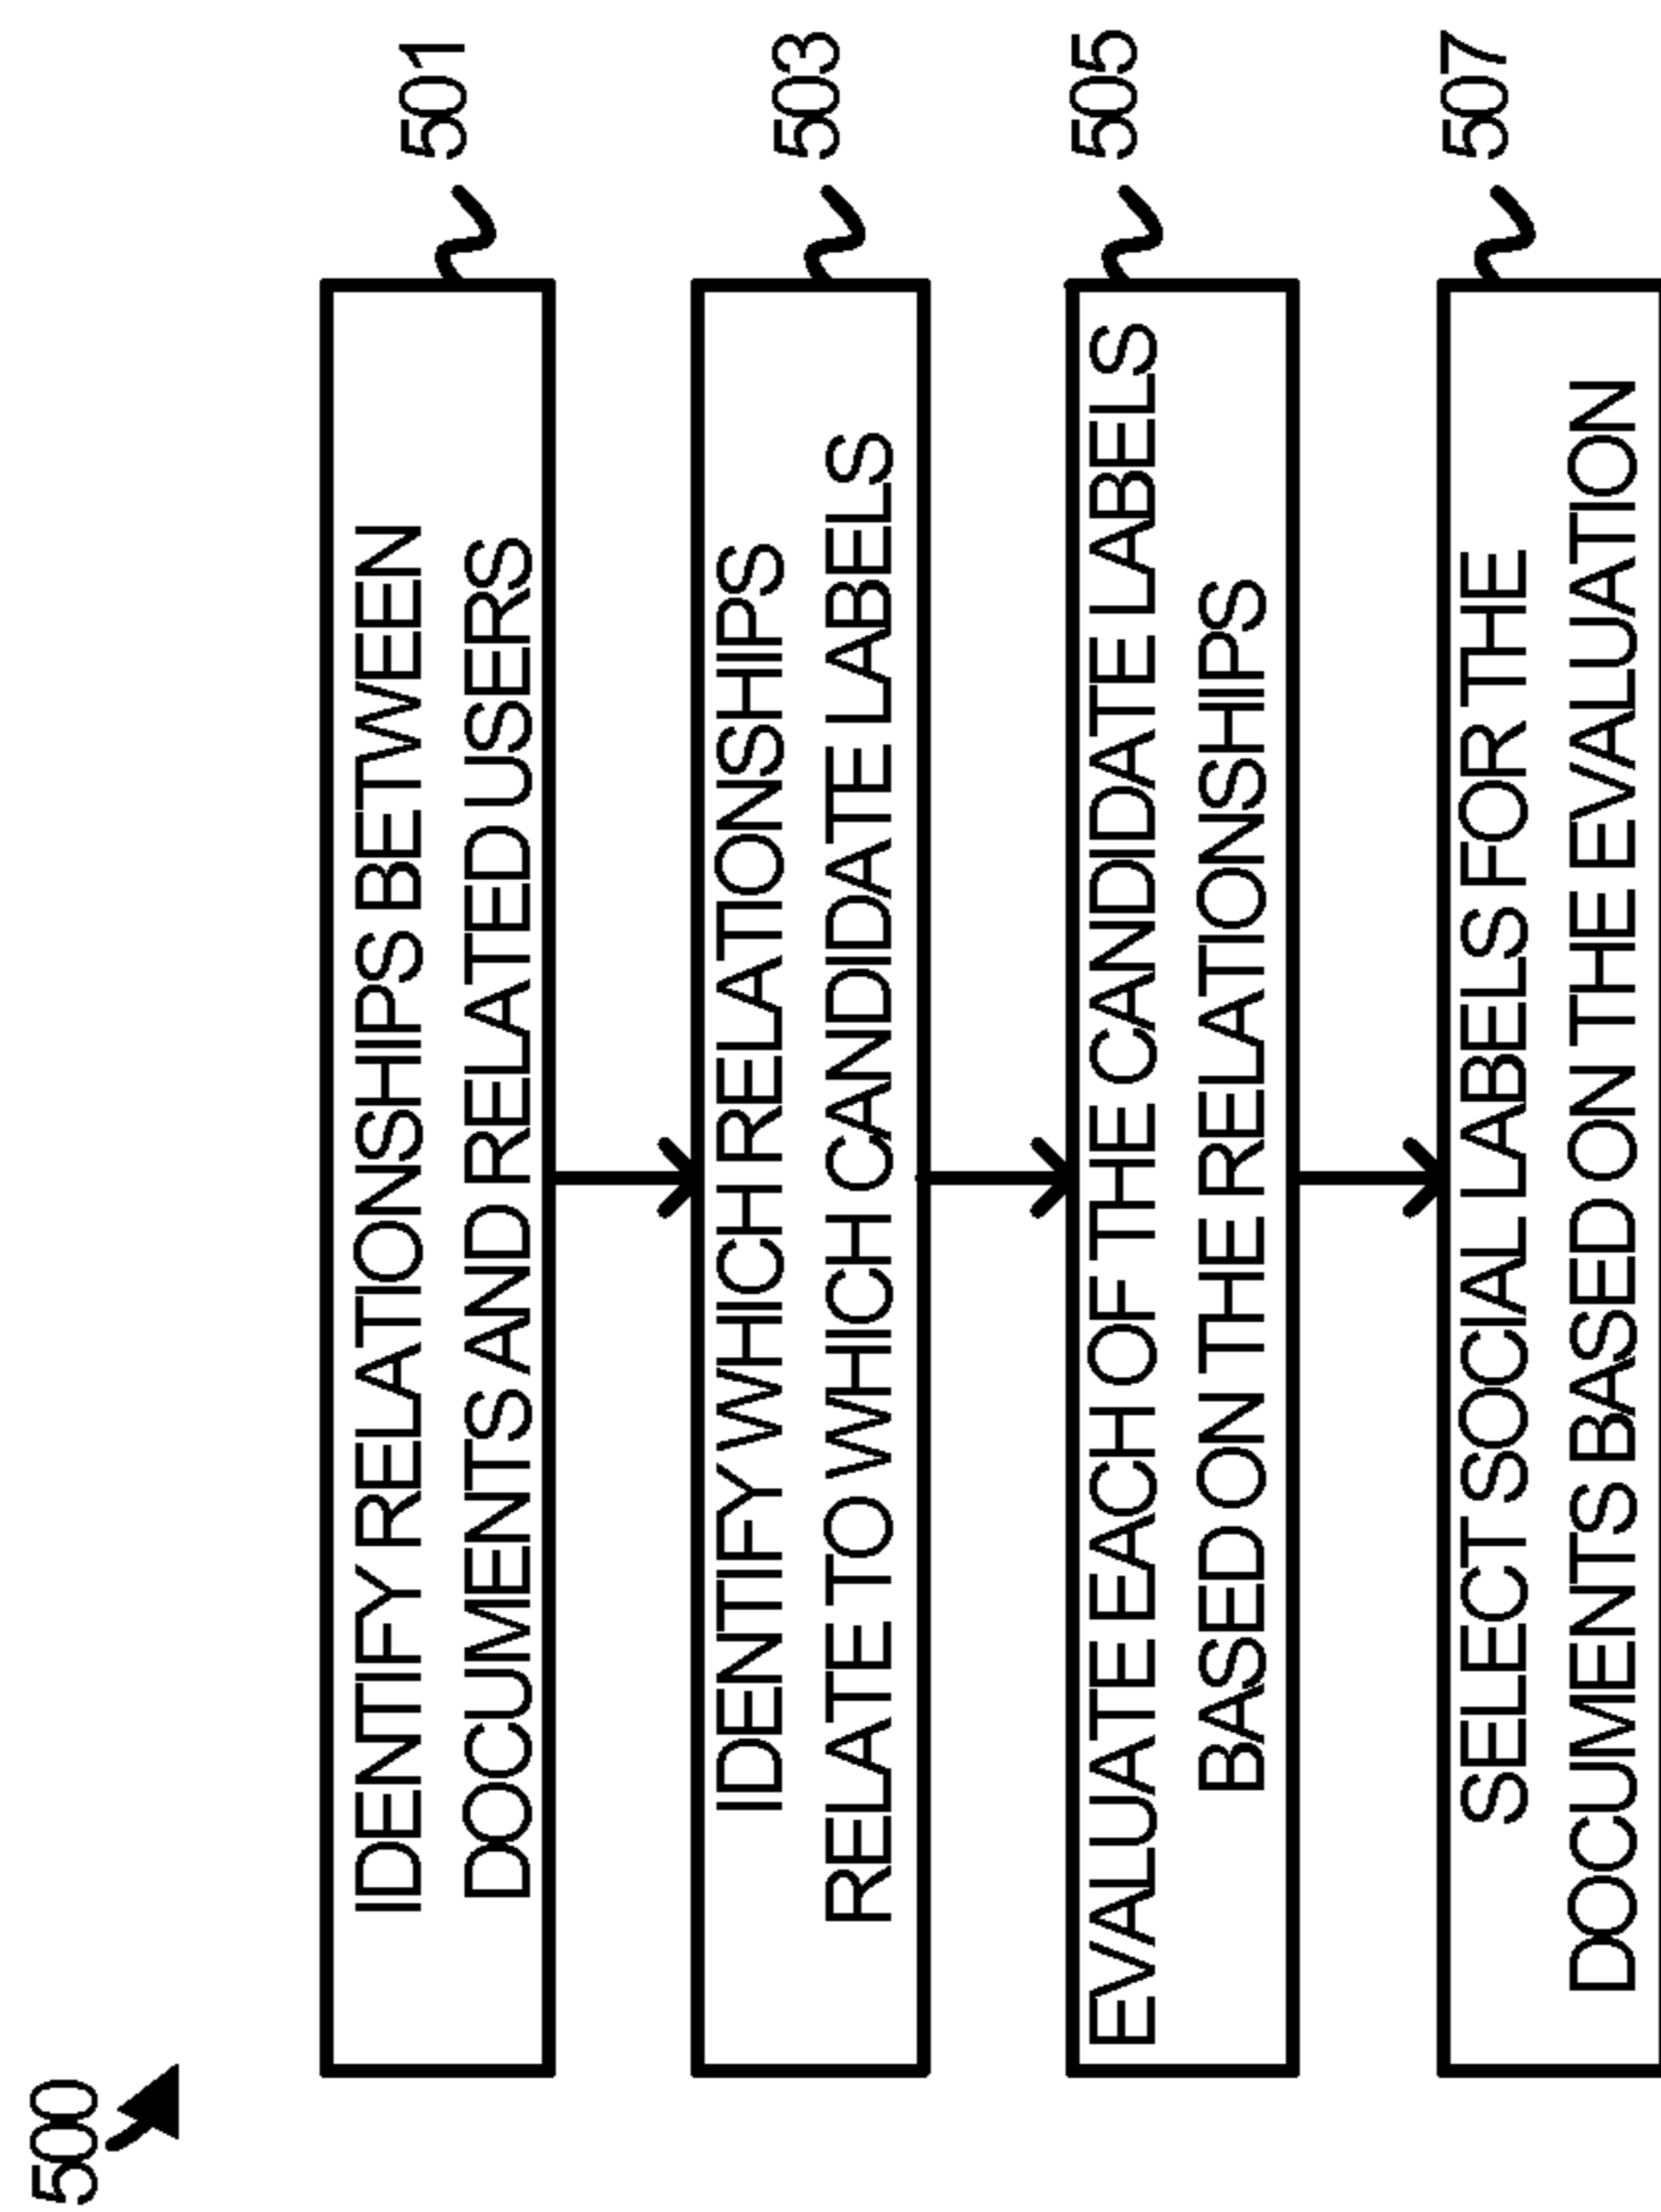 500
IDENTIFY RELATIONSHIPS BETWEEN
DOCUMENTS AND RELATED USERS
501
IDENTIFY WHICH RELATIONSHIPS
RELATE TO WHICH CANDIDATE LABELS
503
EVALUATE EACH OF THE CANDIDATE LABELS
BASED ON THE RELATIONSHIPS
505
SELECT SOCIAL LABELS FOR THE
DOCUMENTS BASED ON THE EVALUATION
507